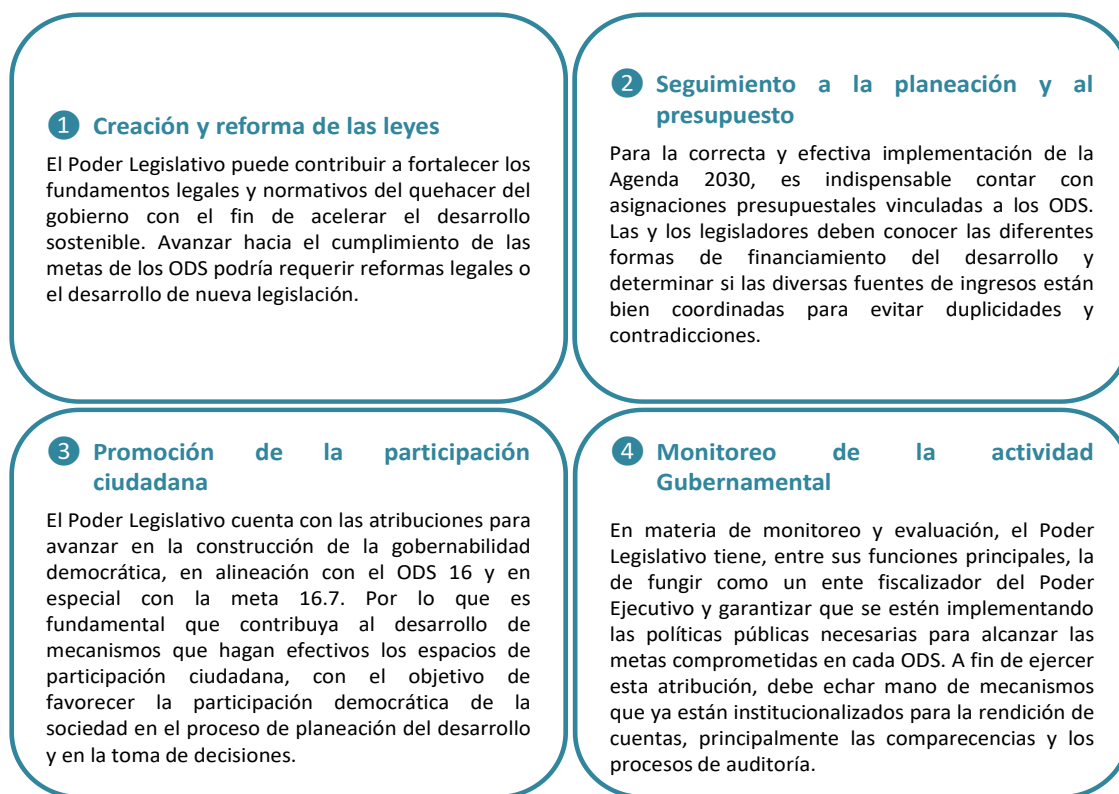 ❶ Creación y reforma de las leyes
El Poder Legislativo puede contribuir a fortalecer los
fundamentos legales y normativos del quehacer del
gobierno con el fin de acelerar el desarrollo
sostenible. Avanzar hacia el cumplimiento de las
metas de los ODS podría requerir reformas legales o
el desarrollo de nueva legislación.
❷ Seguimiento a la planeación y al
presupuesto
Para la correcta y efectiva implementación de la
Agenda 2030, es indispensable contar con
asignaciones presupuestales vinculadas a los ODS.
Las y los legisladores deben conocer las diferentes
formas de financiamiento del desarrollo y
determinar si las diversas fuentes de ingresos están
bien coordinadas para evitar duplicidades y
contradicciones.
❸ Promoción de la participación
ciudadana
El Poder Legislativo cuenta con las atribuciones para
avanzar en la construcción de la gobernabilidad
democrática, en alineación con el ODS 16 y en
especial con la meta 16.7. Por lo que es
fundamental que contribuya al desarrollo de
mecanismos que hagan efectivos los espacios de
participación ciudadana, con el objetivo de
favorecer la participación democrática de la
sociedad en el proceso de planeación del desarrollo
y en la toma de decisiones.
❹ Monitoreo de la actividad
Gubernamental
En materia de monitoreo y evaluación, el Poder
Legislativo tiene, entre sus funciones principales, la
de fungir como un ente fiscalizador del Poder
Ejecutivo y garantizar que se estén implementando
las políticas públicas necesarias para alcanzar las
metas comprometidas en cada ODS. A fin de ejercer
esta atribución, debe echar mano de mecanismos
que ya están institucionalizados para la rendición de
cuentas, principalmente las comparecencias y los
procesos de auditoría.